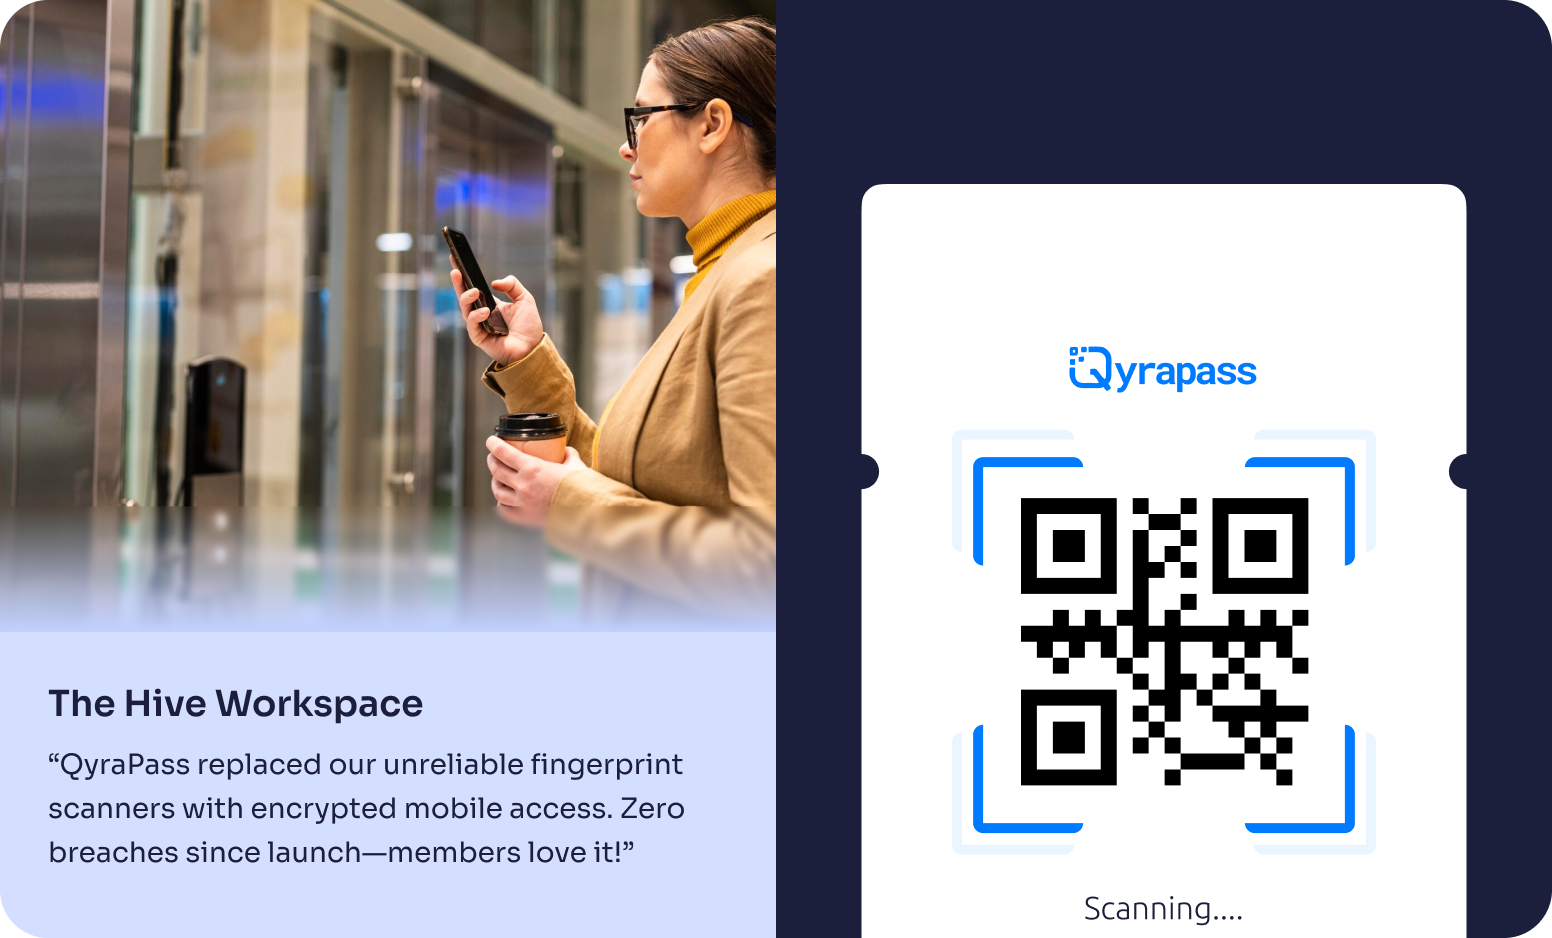 The Hive Workspace
“QyraPass replaced our unreliable fingerprint
scanners with encrypted mobile access. Zero
breaches since launch—members love it!”
Qyrapass
Scanning....